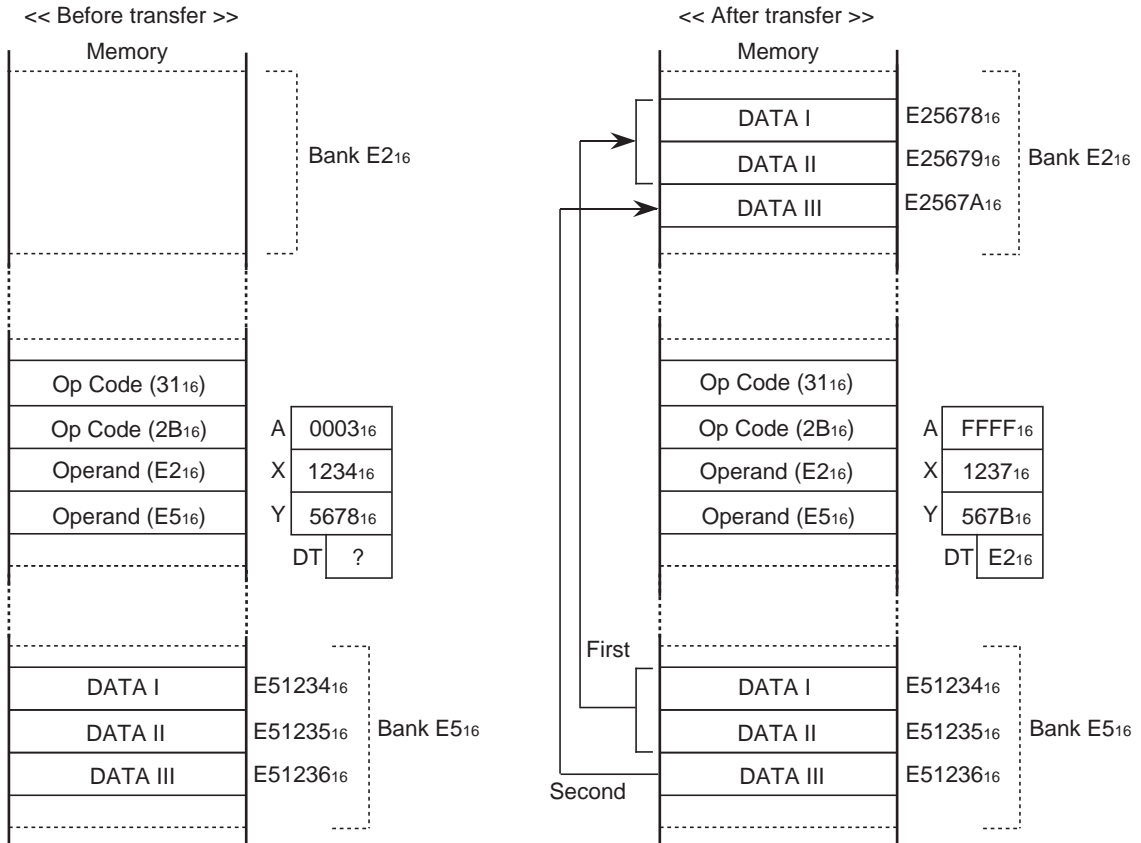 << Before transfer >>
Memory
Bank E216
Op Code (3116)
Op Code (2B16)
Operand (E216)
Operand (E516)
A 000316
X 123416
Y 567816
DT ?
DATA I E5123416
DATA II E5123516
DATA III E5123616
Bank E516
<< After transfer >>
Memory
DATA I E2567816
DATA II E2567916
DATA III E2567A16
Bank E216
Op Code (3116)
Op Code (2B16)
Operand (E216)
Operand (E516)
A FFFF16
X 123716
Y 567B16
DT E216
First
DATA I E5123416
DATA II E5123516
DATA III E5123616
Bank E516
Second